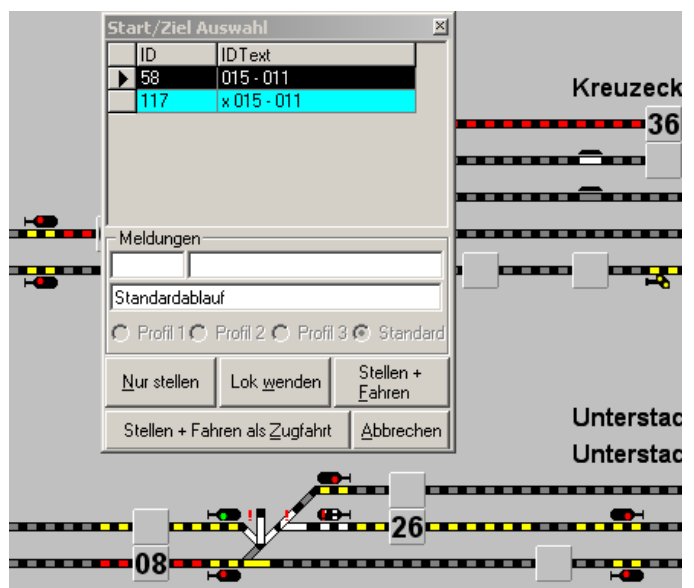 Start/Ziel Auswahl
ID IDText
58 015 - 011
117 x 015 - 011
Kreuzeck
36
Meldungen
Standardablauf
Profil 1 Profil 2 Profil 3 Standard
Nur stellen Lok wenden Stellen +
Fahren
Stellen + Fahren als Zugfahrt Abbrechen
Unterstad
Unterstad
! !
26
08